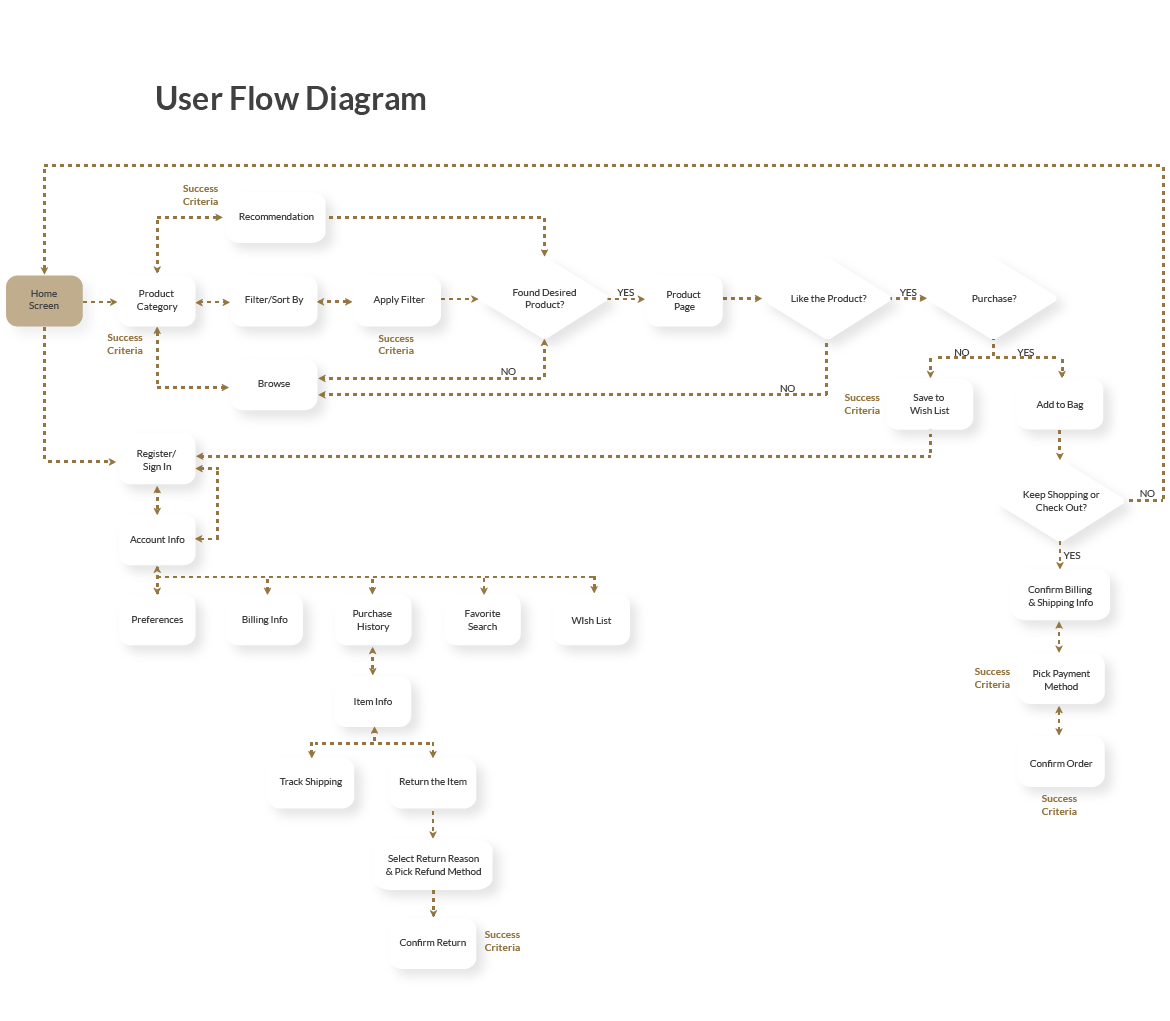 User Flow Diagram
Success
Criteria
Recommendation
Home
Screen
Product
Category
Filter/Sort By
Apply Filter
Found Desired
Product?
YES
Product
Page
Like the Product?
YES
Purchase?
Success
Criteria
Success
Criteria
NO
YES
Browse
NO
NO
Success
Criteria
Save to
Wish List
Add to Bag
Register/
Sign In
Keep Shopping or
Check Out?
NO
Account Info
YES
Preferences
Billing Info
Purchase
History
Favorite
Search
WIsh List
Confirm Billing
& Shipping Info
Success
Criteria
Pick Payment
Method
Item Info
Confirm Order
Success
Criteria
Track Shipping
Return the Item
Select Return Reason
& Pick Refund Method
Confirm Return
Success
Criteria